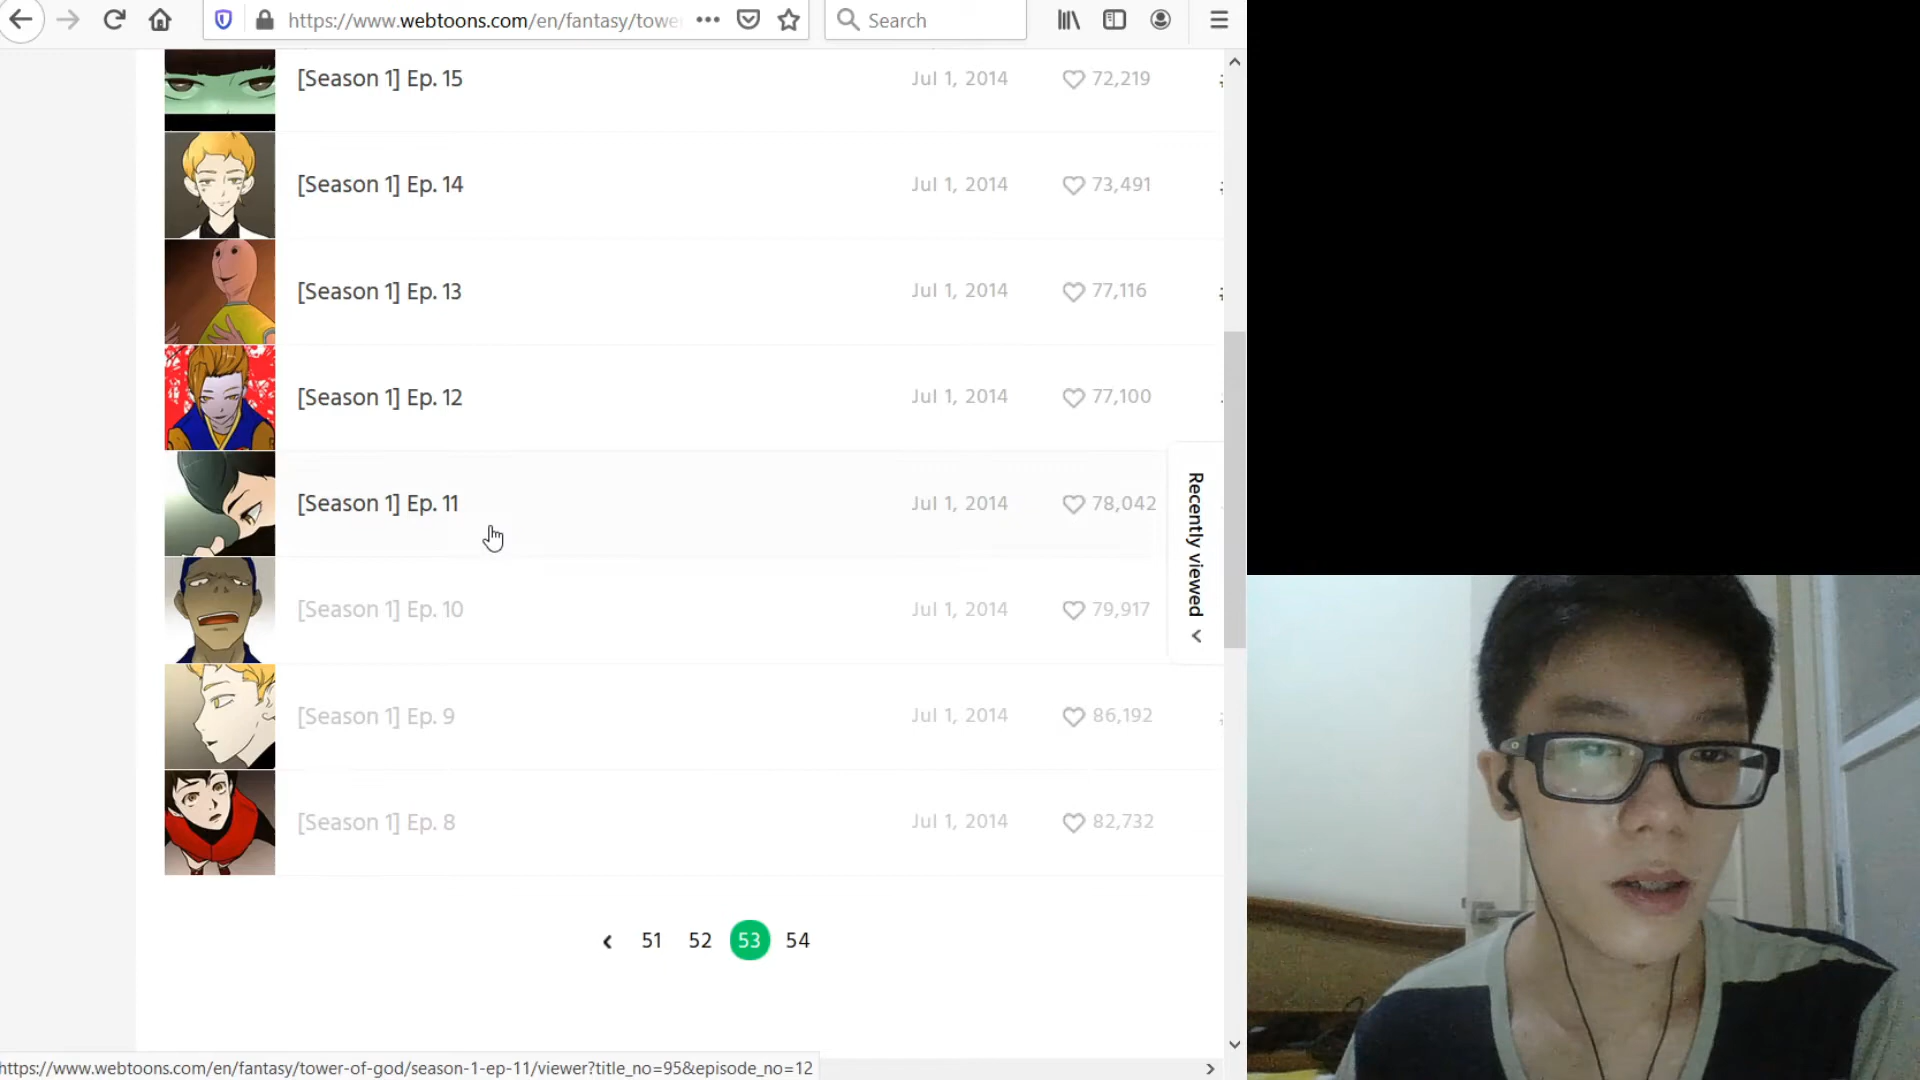 https://www.webtoons.com/en/fantasy/towe
Search
[Season 1] Ep. 15 Jul 1, 2014 72,219
[Season 1] Ep. 14 Jul 1, 2014 73,491
[Season 1] Ep. 13 Jul 1, 2014 77,116
[Season 1] Ep. 12 Jul 1, 2014 77,100
[Season 1] Ep. 11 Jul 1, 2014 78,042
[Season 1] Ep. 10 Jul 1, 2014 79,917
[Season 1] Ep. 9 Jul 1, 2014 86,192
[Season 1] Ep. 8 Jul 1, 2014 82,732
Recently viewed
51 52 53 54
https://www.webtoons.com/en/fantasy/tower-of-god/season-1-ep-11/viewer?title_no=95&episode_no=12